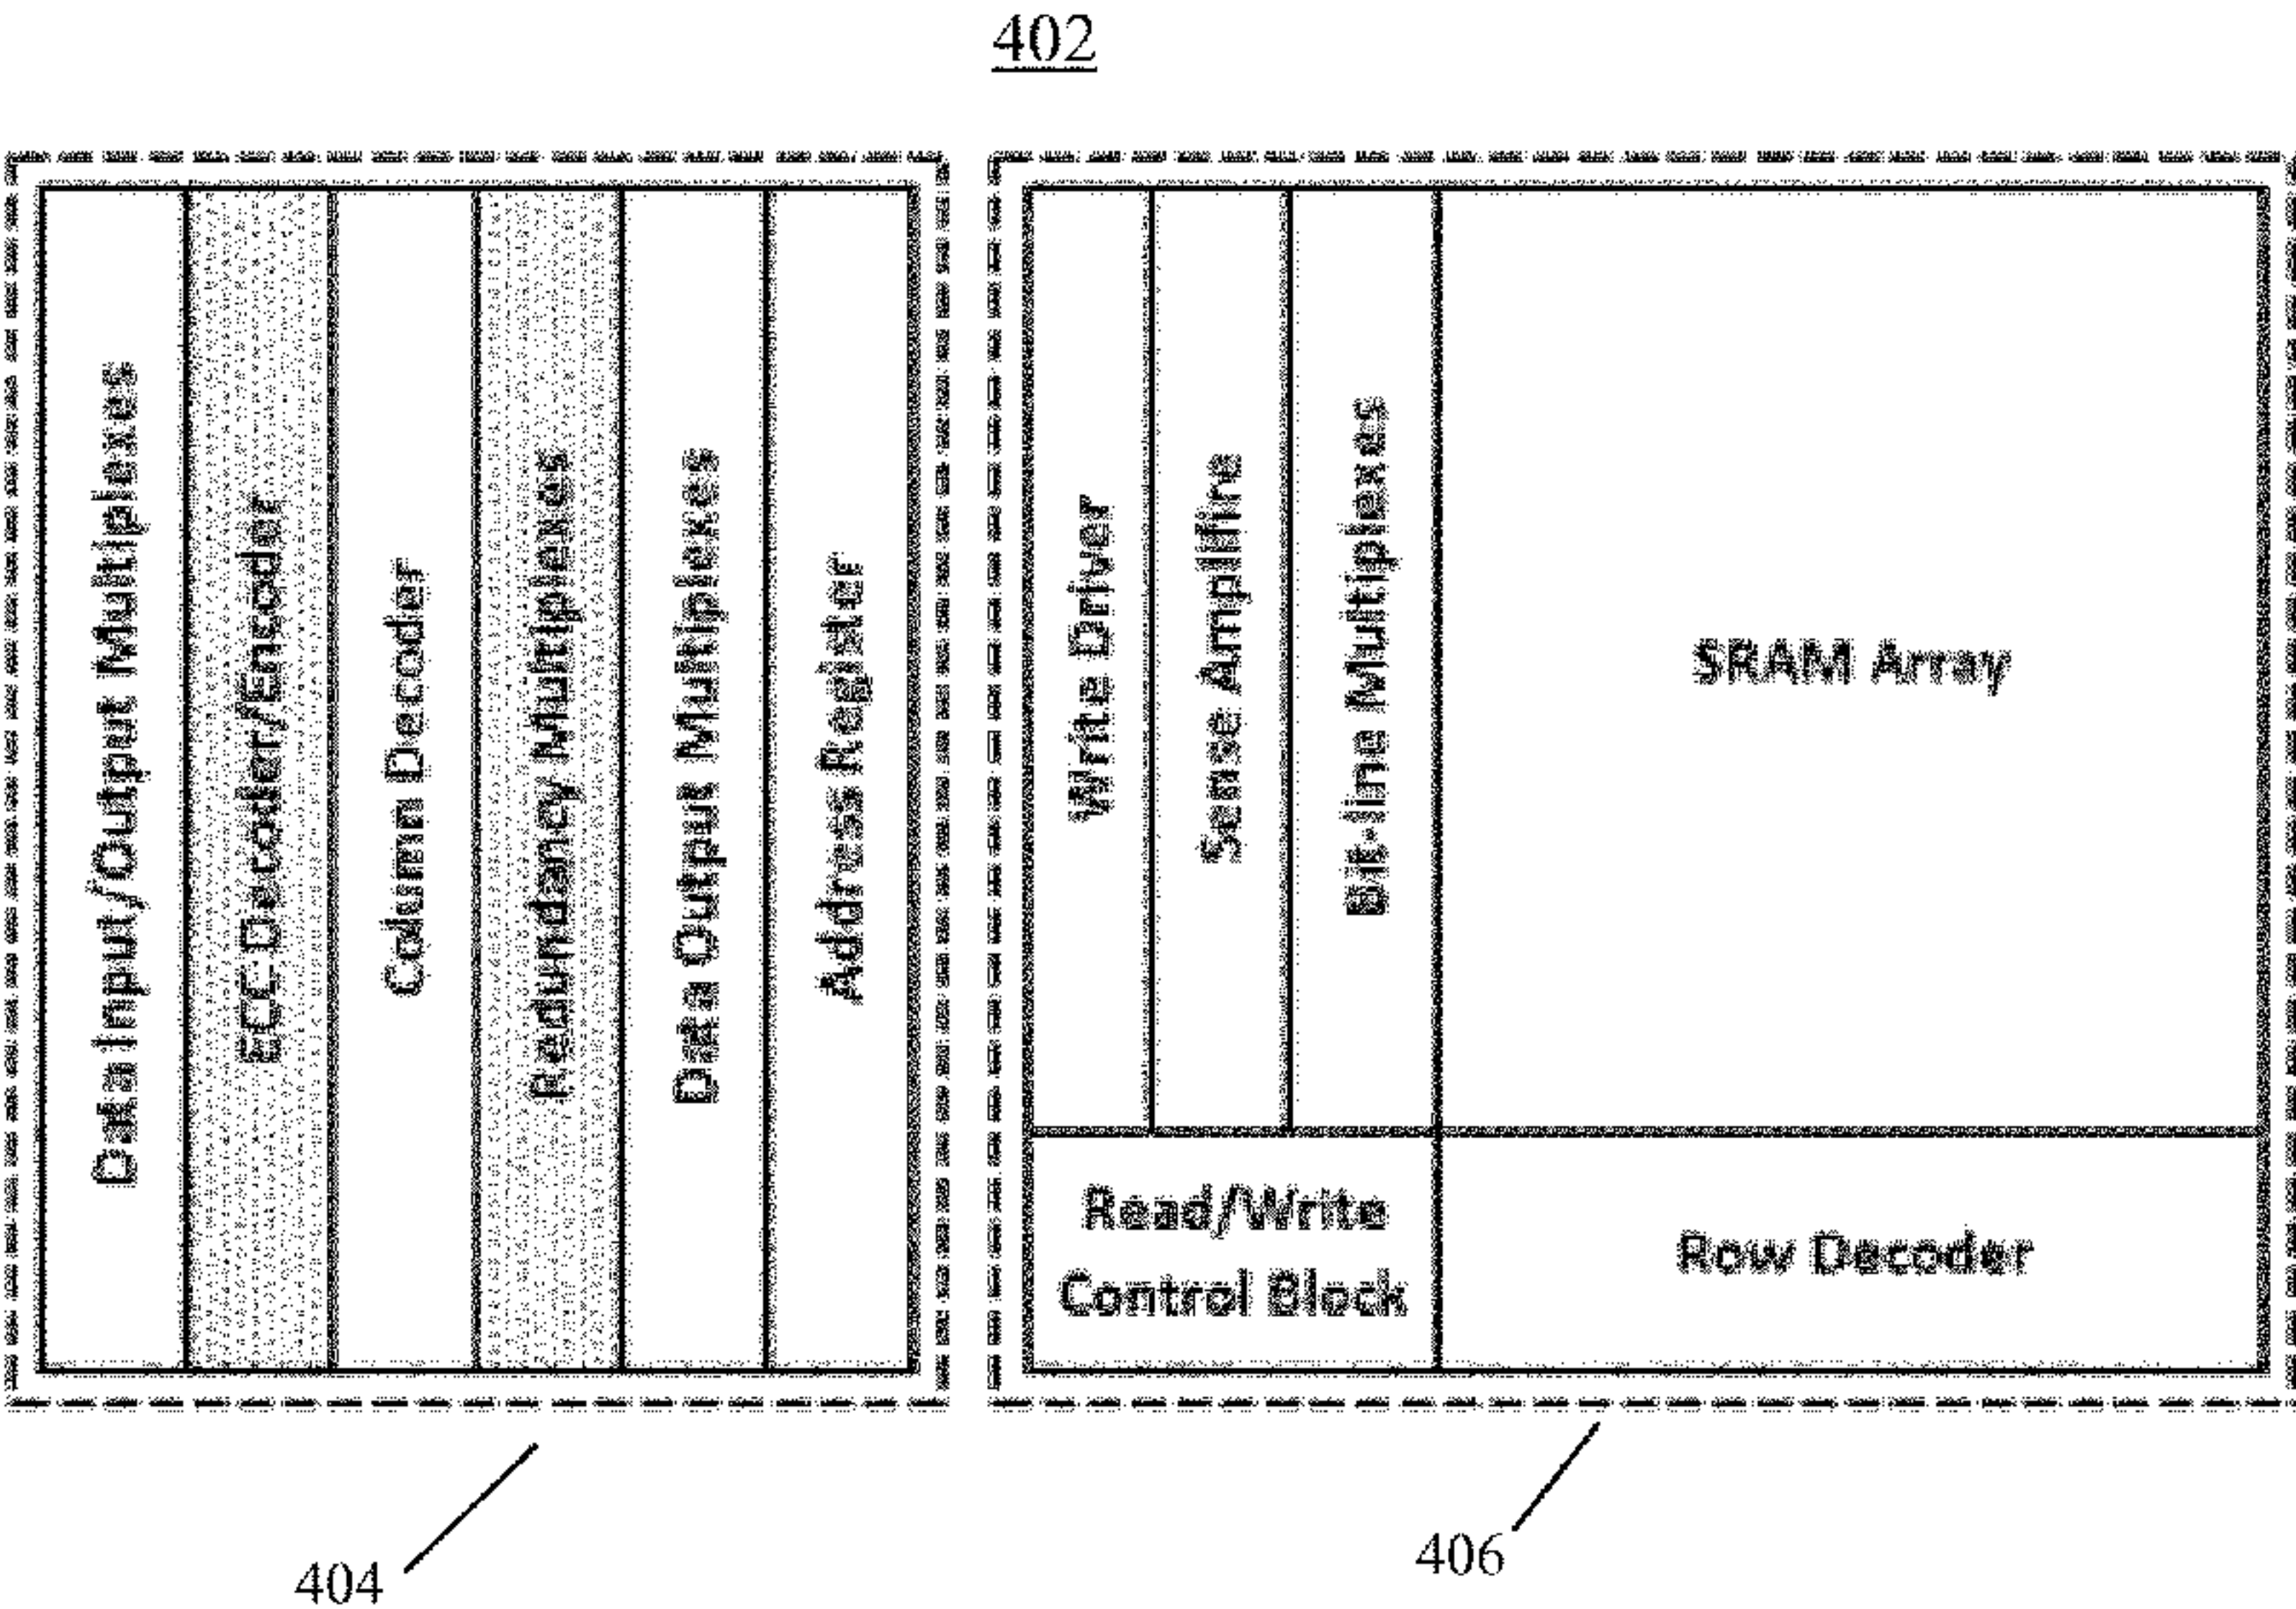 402
Data Input/Output Multiplexes
ECC Decoder/Encoder
Column Decoder
Redundancy Multiplexes
Data Output Multiplexes
Address Register
Write Driver
Sense Amplifire
Bit-line Multiplexes
SRAM Array
Read/Write
Control Block
Row Decoder
404
406